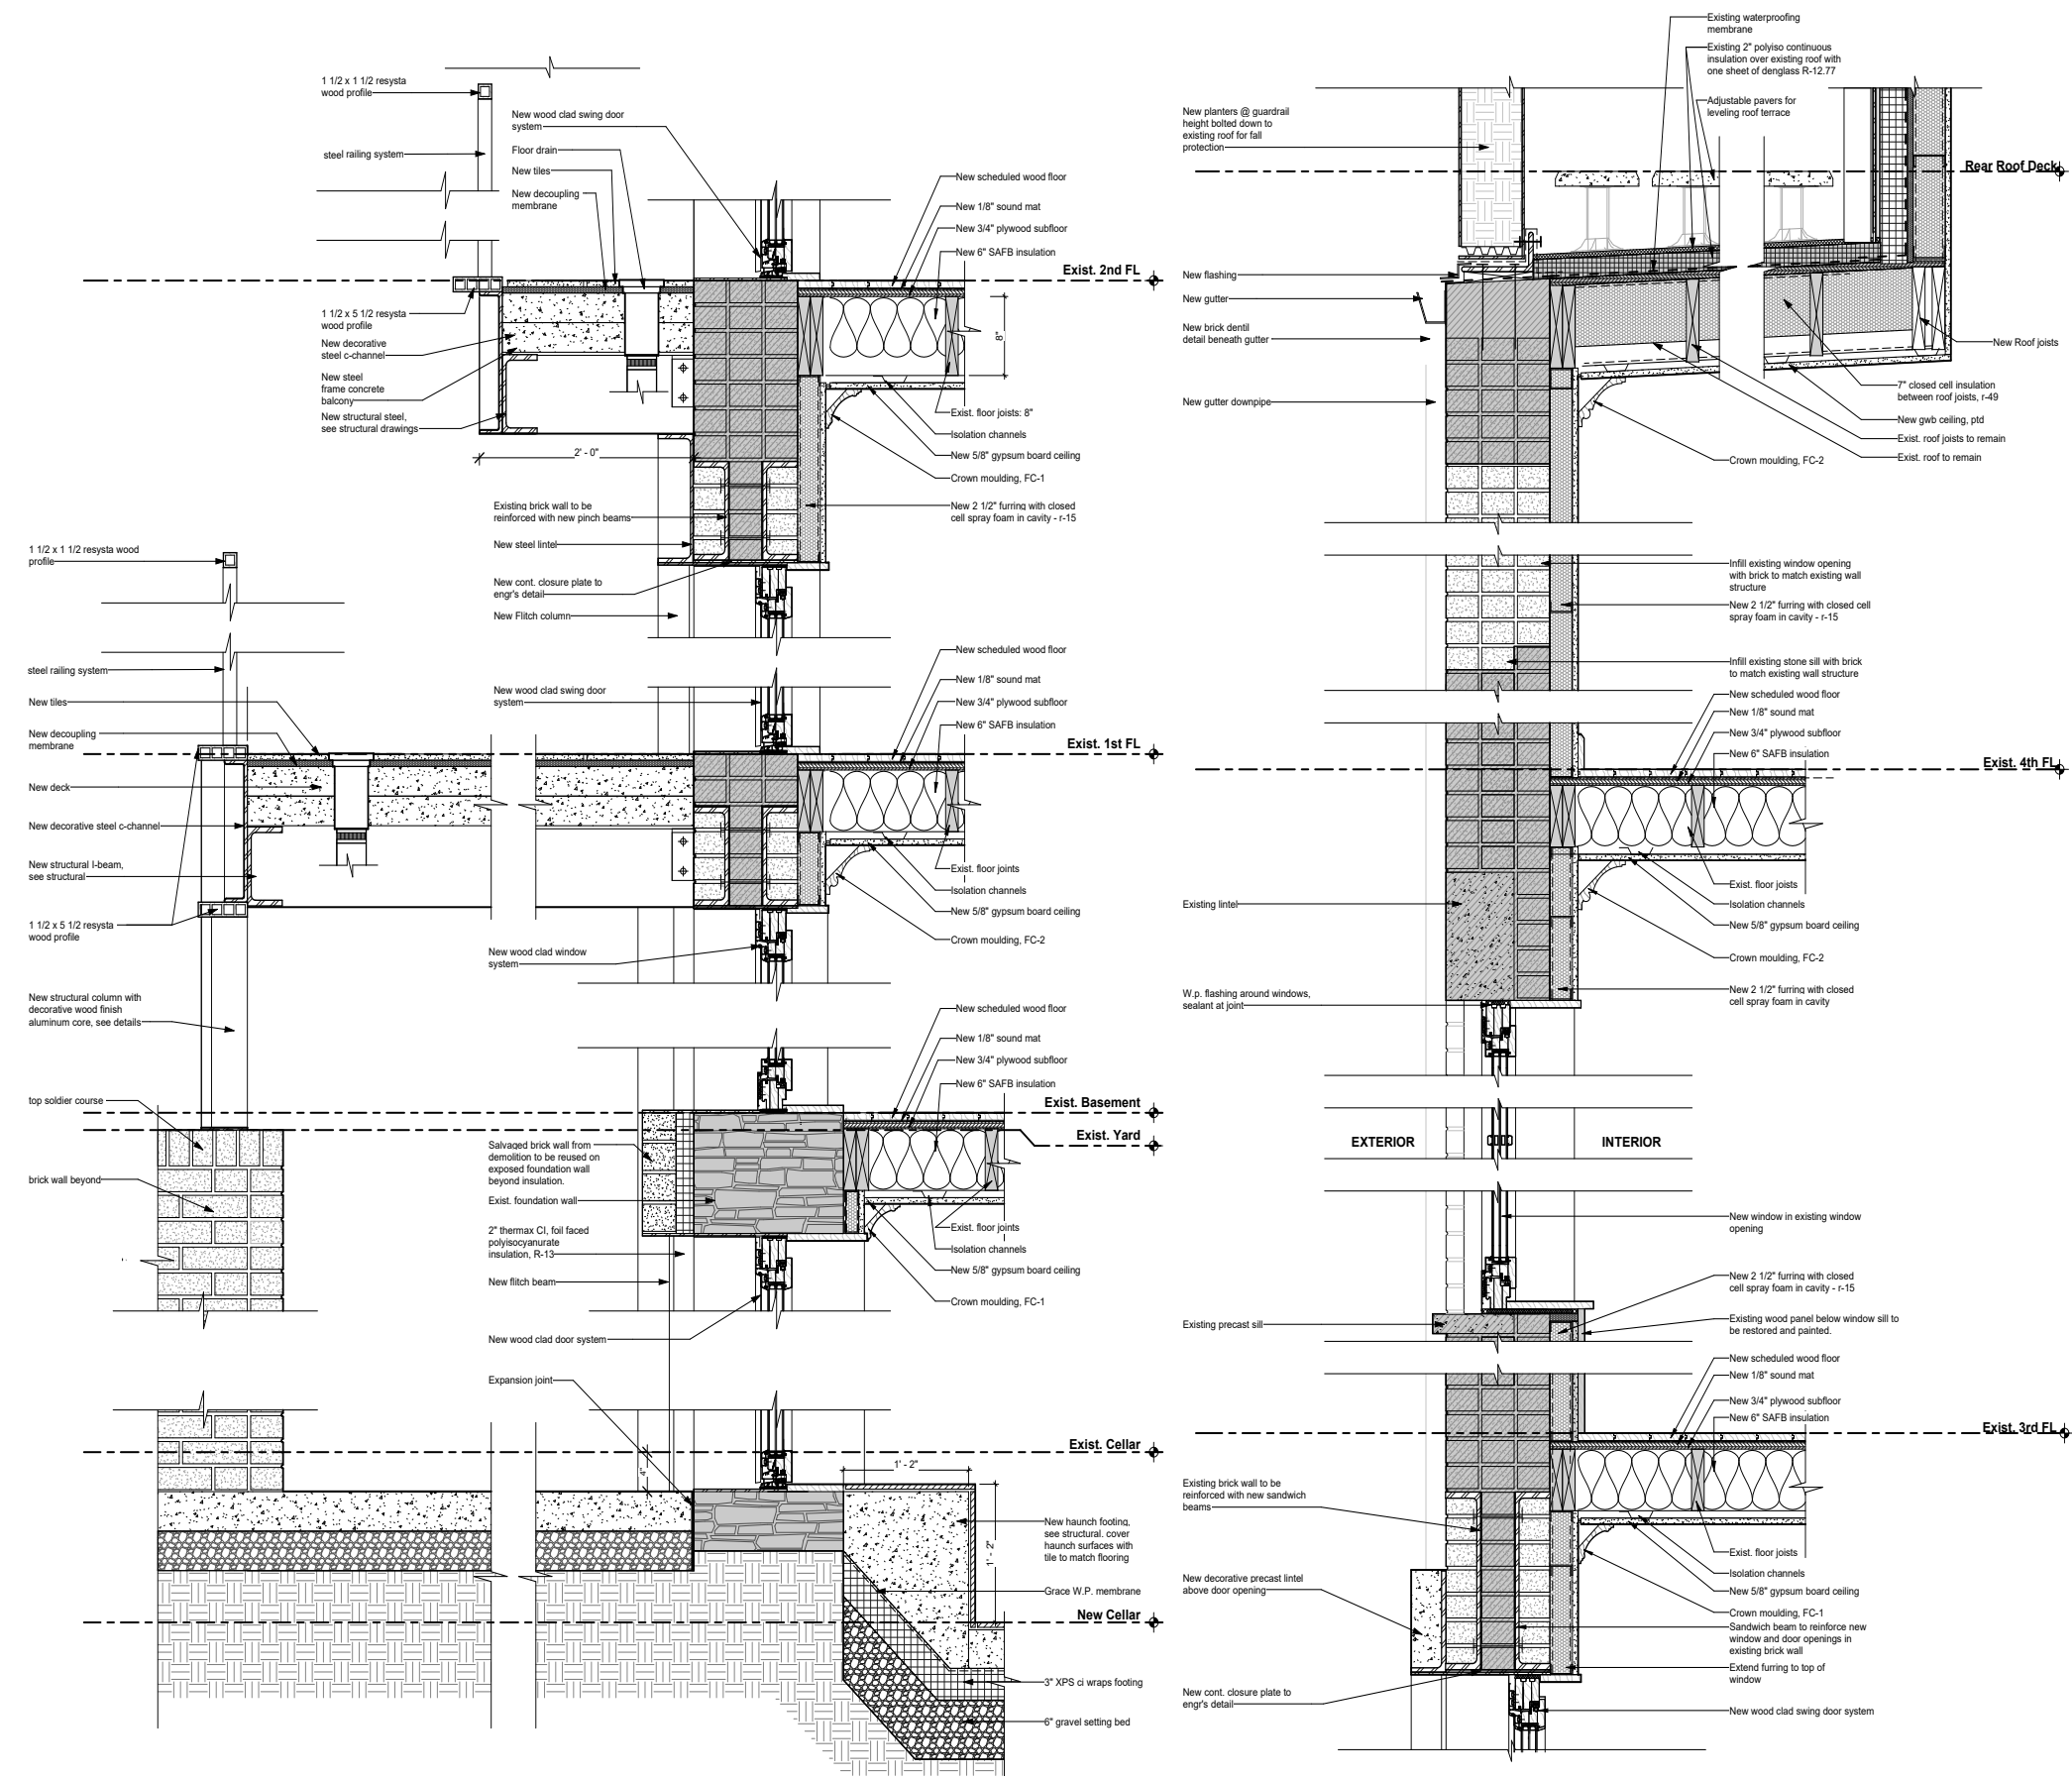 1 1/2 x 1 1/2 resysta
wood profile
steel railing system
New wood clad swing door
system
Floor drain
New tiles
New decoupling
membrane
New scheduled wood floor
New 1/8" sound mat
New 3/4" plywood subfloor
New 6" SAFB insulation
Exist. 2nd FL
1 1/2 x 5 1/2 resysta
wood profile
New decorative
steel c-channel
New steel
frame concrete
balcony
New structural steel,
see structural drawings
8"
2' - 0"
Exist. floor joists: 8"
Isolation channels
New 5/8" gypsum board ceiling
Crown moulding, FC-1
Existing brick wall to be
reinforced with new pinch beams
New 2 1/2" furring with closed
cell spray foam in cavity - r-15
New steel lintel
New cont. closure plate to
engr's detail
New Flitch column
1 1/2 x 1 1/2 resysta wood
profile
steel railing system
New tiles
New decoupling
membrane
New deck
New decorative steel c-channel
New structural I-beam,
see structural
1 1/2 x 5 1/2 resysta
wood profile
New wood clad swing door
system
New scheduled wood floor
New 1/8" sound mat
New 3/4" plywood subfloor
New 6" SAFB insulation
Exist. 1st FL
Exist. floor joints
Isolation channels
New 5/8" gypsum board ceiling
Crown moulding, FC-2
New wood clad window
system
New structural column with
decorative wood finish
aluminum core, see details
top soldier course
brick wall beyond
New scheduled wood floor
New 1/8" sound mat
New 3/4" plywood subfloor
New 6" SAFB insulation
Exist. Basement
Exist. Yard
Salvaged brick wall from
demolition to be reused on
exposed foundation wall
beyond insulation.
Exist. foundation wall
2" thermax CI, foil faced
polyisocyanurate
insulation, R-13
New flitch beam
New wood clad door system
Exist. floor joints
Isolation channels
New 5/8" gypsum board ceiling
Crown moulding, FC-1
Expansion joint
Exist. Cellar
4"
1' - 2"
1' - 2"
New haunch footing,
see structural. cover
haunch surfaces with
tile to match flooring
Grace W.P. membrane
New Cellar
3" XPS ci wraps footing
6" gravel setting bed
Existing waterproofing
membrane
Existing 2" polyiso continuous
insulation over existing roof with
one sheet of denglass R-12.77
Adjustable pavers for
leveling roof terrace
New planters @ guardrail
height bolted down to
existing roof for fall
protection
Rear Roof Deck
New flashing
New gutter
New brick dentil
detail beneath gutter
New gutter downpipe
New Roof joists
7" closed cell insulation
between roof joists, r-49
New gwb ceiling, ptd
Exist. roof joists to remain
Exist. roof to remain
Crown moulding, FC-2
Infill existing window opening
with brick to match existing wall
structure
New 2 1/2" furring with closed cell
spray foam in cavity - r-15
Infill existing stone sill with brick
to match existing wall structure
New scheduled wood floor
New 1/8" sound mat
New 3/4" plywood subfloor
New 6" SAFB insulation
Exist. 4th FL
Exist. floor joists
Isolation channels
New 5/8" gypsum board ceiling
Crown moulding, FC-2
New 2 1/2" furring with closed
cell spray foam in cavity
Existing lintel
W.p. flashing around windows,
sealant at joint
EXTERIOR
INTERIOR
New window in existing window
opening
New 2 1/2" furring with closed
cell spray foam in cavity - r-15
Existing precast sill
Existing wood panel below window sill to
be restored and painted.
New scheduled wood floor
New 1/8" sound mat
New 3/4" plywood subfloor
New 6" SAFB insulation
Exist. 3rd FL
Existing brick wall to be
reinforced with new sandwich
beams
Exist. floor joists
Isolation channels
New 5/8" gypsum board ceiling
Crown moulding, FC-1
Sandwich beam to reinforce new
window and door openings in
existing brick wall
Extend furring to top of
window
New decorative precast lintel
above door opening
New cont. closure plate to
engr's detail
New wood clad swing door system